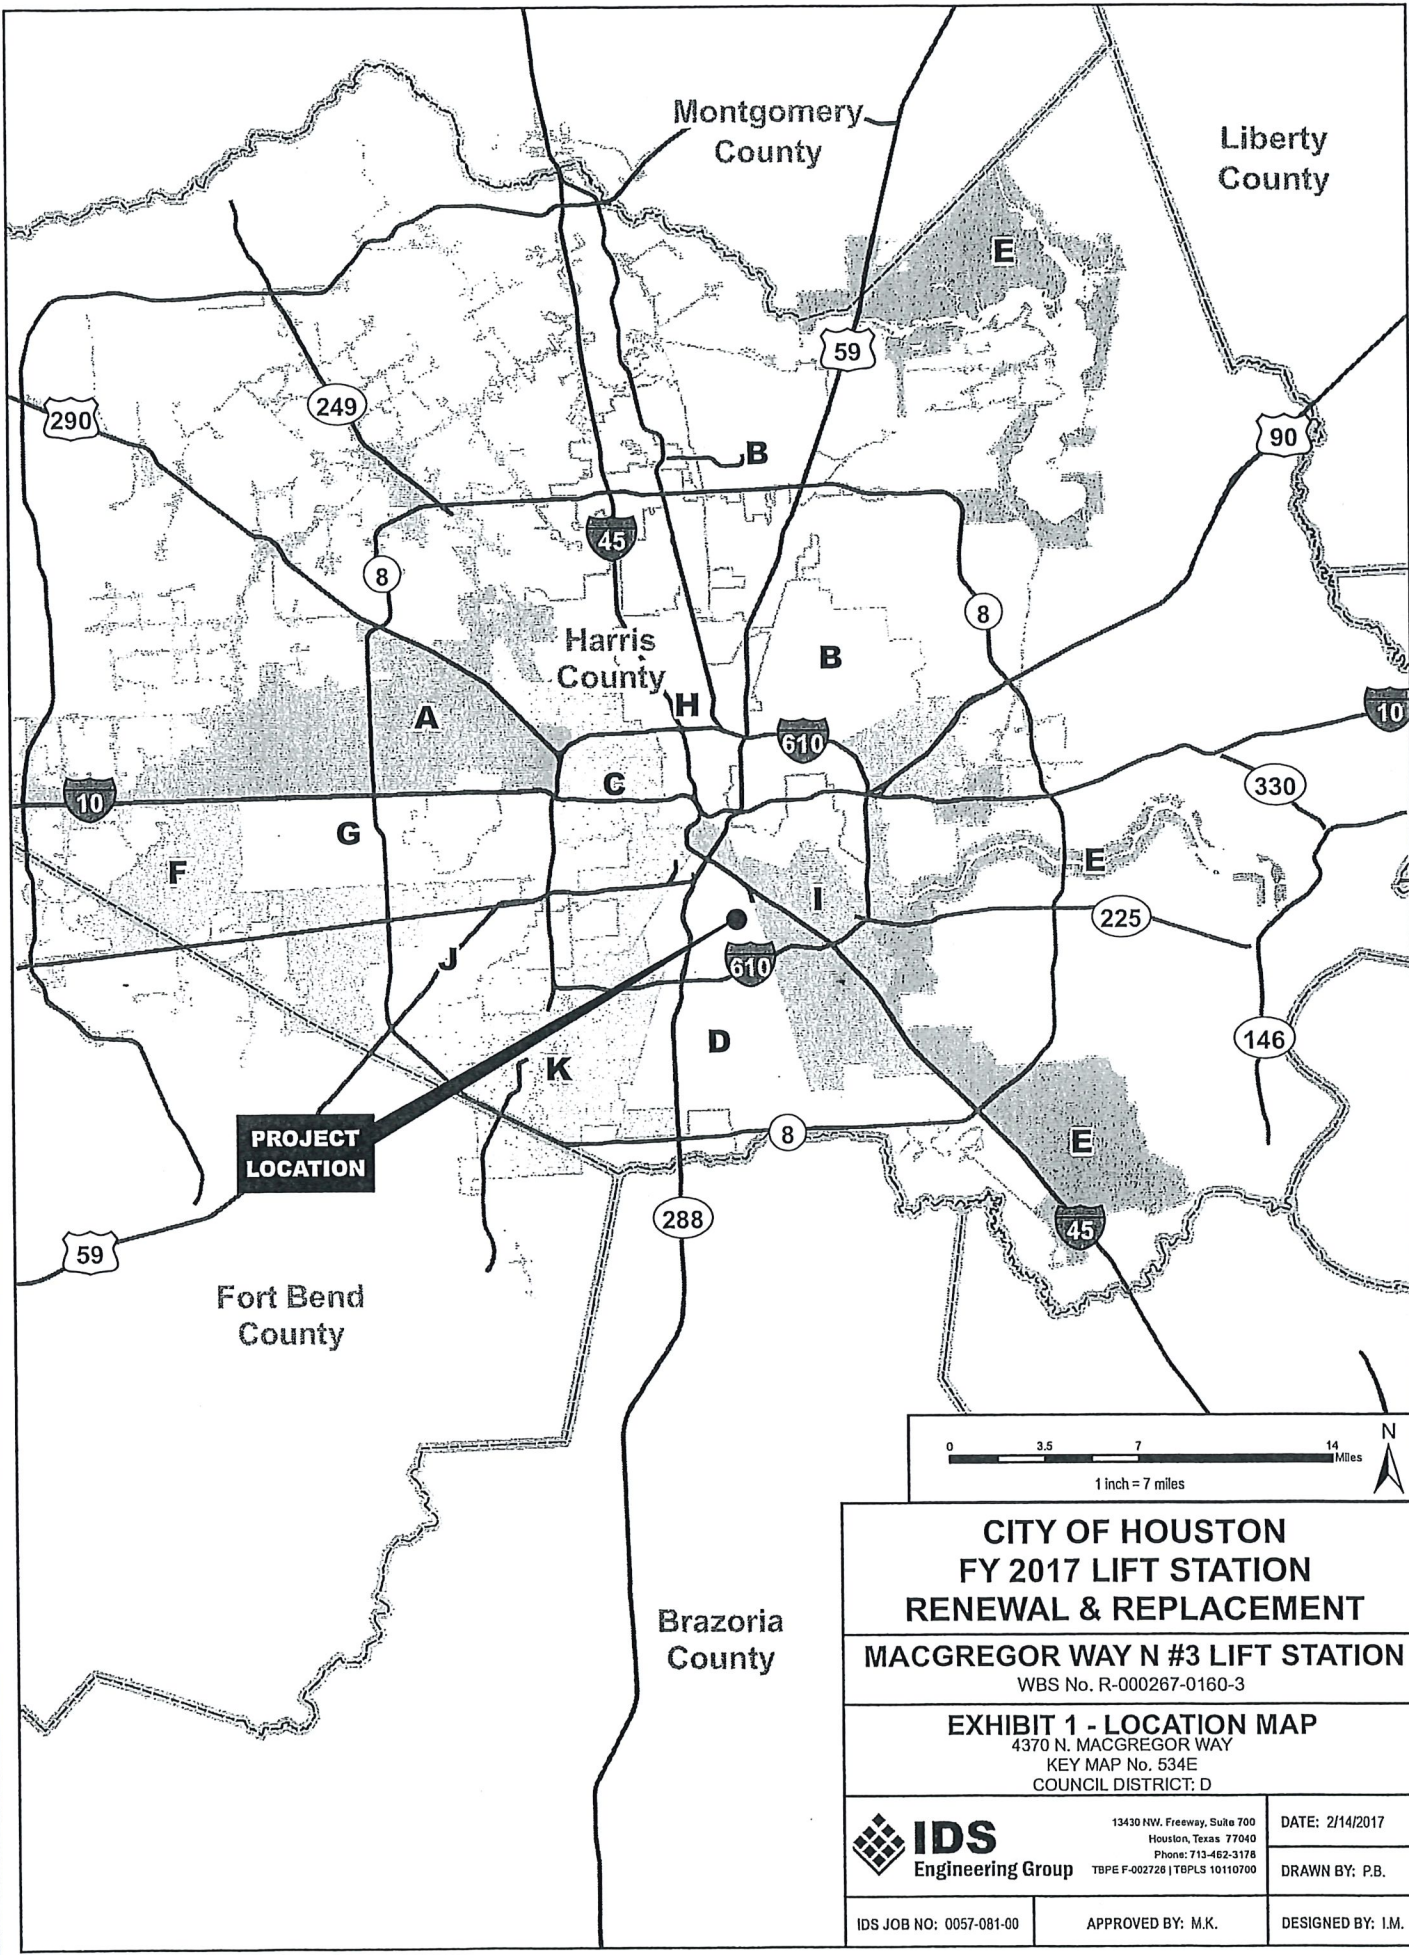 Montgomery
County
Liberty
County
E
59
290
249
90
B
45
8
8
Harris
County
B
H
A
610
10
C
330
10
G
F
E
I
225
J
610
D
146
K
PROJECT
LOCATION
8
E
288
45
59
Fort Bend
County
0 3.5 7 14
Miles
N
1 inch = 7 miles
CITY OF HOUSTON
FY 2017 LIFT STATION
RENEWAL & REPLACEMENT
Brazoria
County
MACGREGOR WAY N #3 LIFT STATION
WBS No. R-000267-0160-3
EXHIBIT 1 - LOCATION MAP
4370 N. MACGREGOR WAY
KEY MAP No. 534E
COUNCIL DISTRICT: D
IDS
Engineering Group
13430 NW. Freeway, Suite 700
Houston, Texas 77040
Phone: 713-462-3178
TBPE F-002726 | TBPLS 10110700
DATE: 2/14/2017
DRAWN BY: P.B.
IDS JOB NO: 0057-081-00
APPROVED BY: M.K.
DESIGNED BY: I.M.